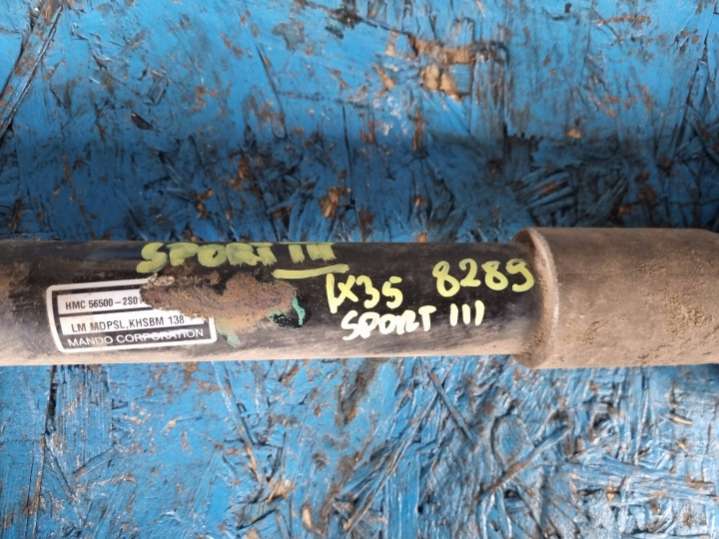 SPORT III
HMC 56500-2S0
LM MDPSL,KHSBM 138
MANDO CORPORATION
IX35 8289
SPORT III